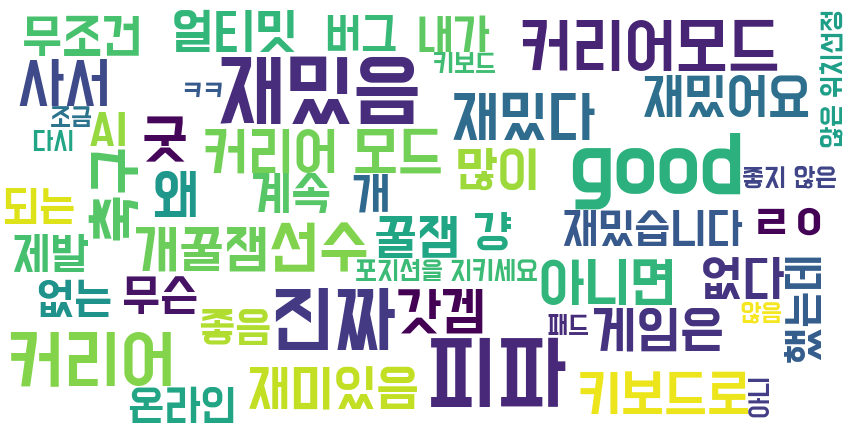 무조건
얼티밋
버그
내가
커리어모드
키보드
사서
ㅋㅋ
재밌음
재밌다
재밌어요
않은 위치선정
조금
다시
AI
굿
커리어 모드
많이
good
좋지 않은
축구
왜
계속
개
되는
제발
개꿀잼
선수
꿀잼
걍
재밌습니다
ㄹㅇ
포지션을 지키세요
없는
무슨
좋음
진짜
갓겜
아니면
없다
했는데
않음
패드
게임은
커리어
온라인
재미있음
피파
키보드로
아니